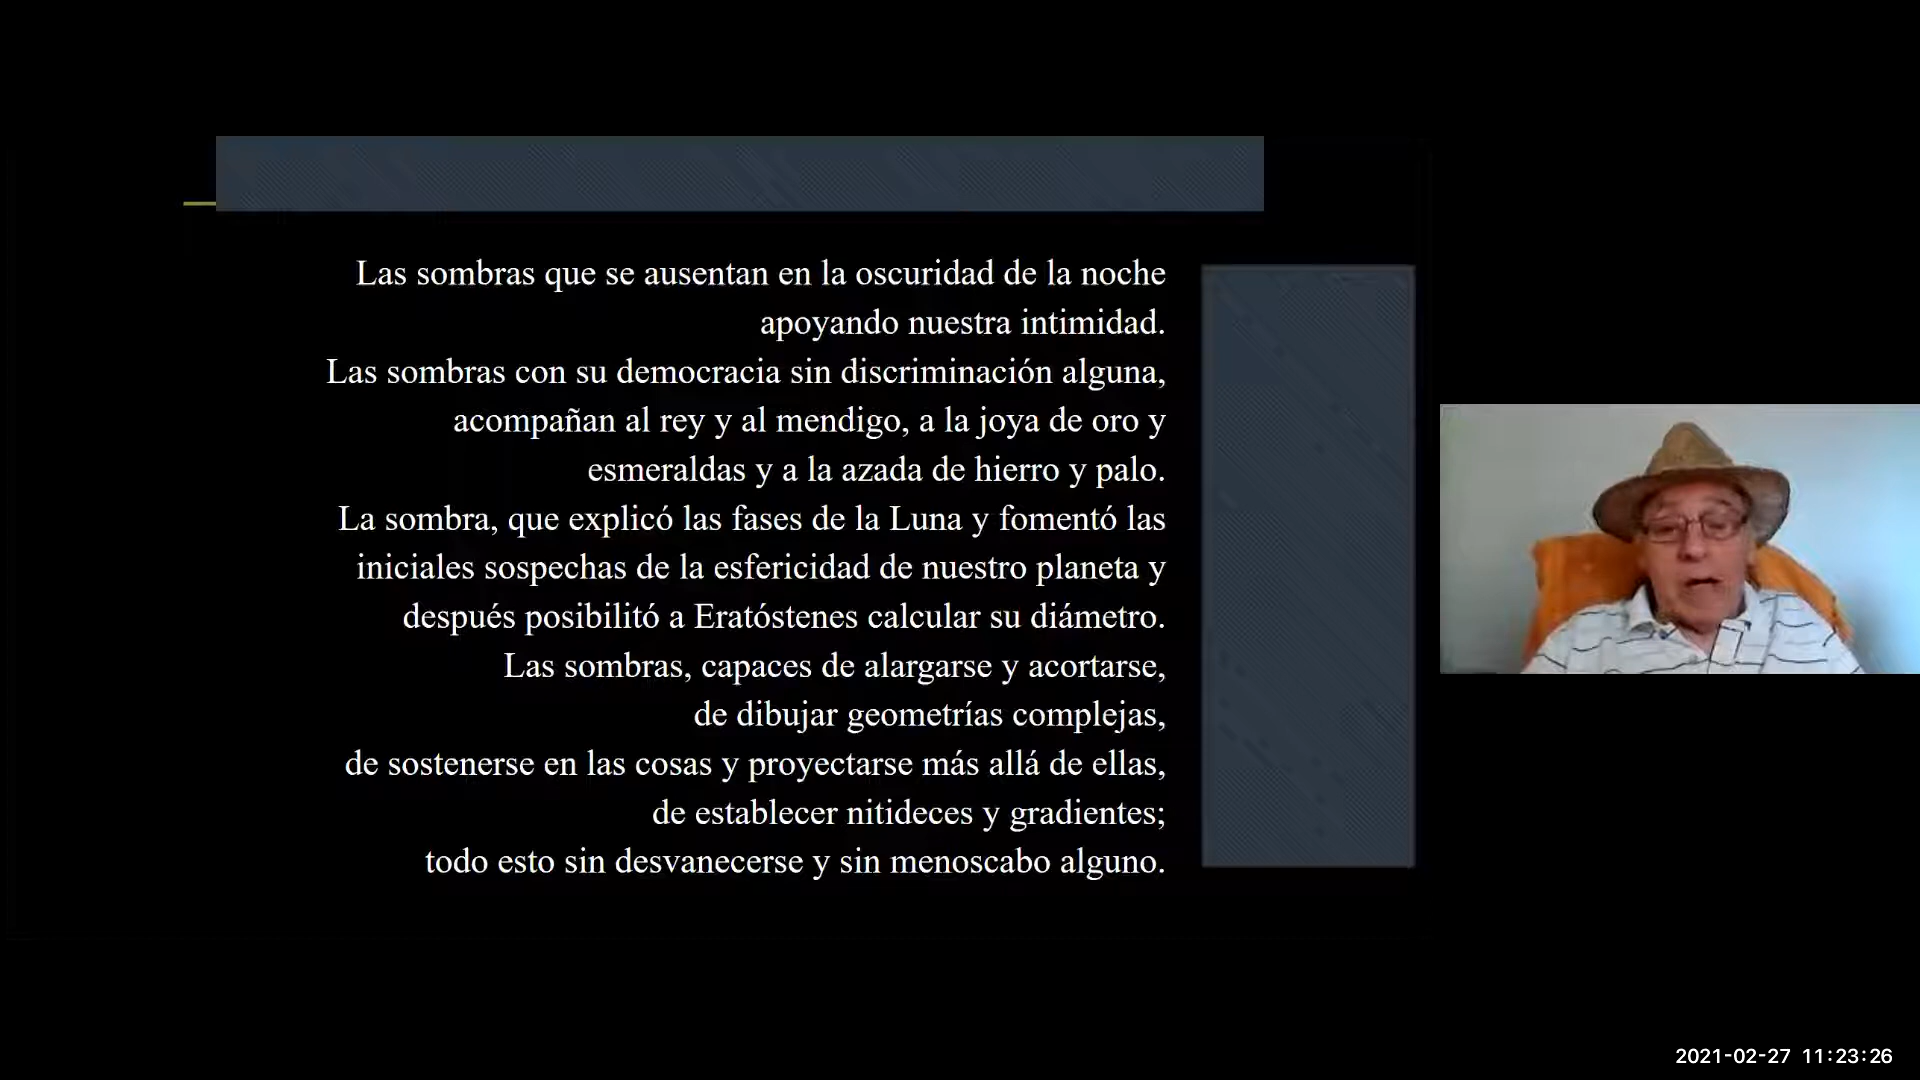 Las sombras que se ausentan en la oscuridad de la noche
apoyando nuestra intimidad.
Las sombras con su democracia sin discriminación alguna,
acompañan al rey y al mendigo, a la joya de oro y
esmeraldas y a la azada de hierro y palo.
La sombra, que explicó las fases de la Luna y fomentó las
iniciales sospechas de la esfericidad de nuestro planeta y
después posibilitó a Eratóstenes calcular su diámetro.
Las sombras, capaces de alargarse y acortarse,
de dibujar geometrías complejas,
de sostenerse en las cosas y proyectarse más allá de ellas,
de establecer nitideces y gradientes;
todo esto sin desvanecerse y sin menoscabo alguno.
2021-02-27 11:23:26